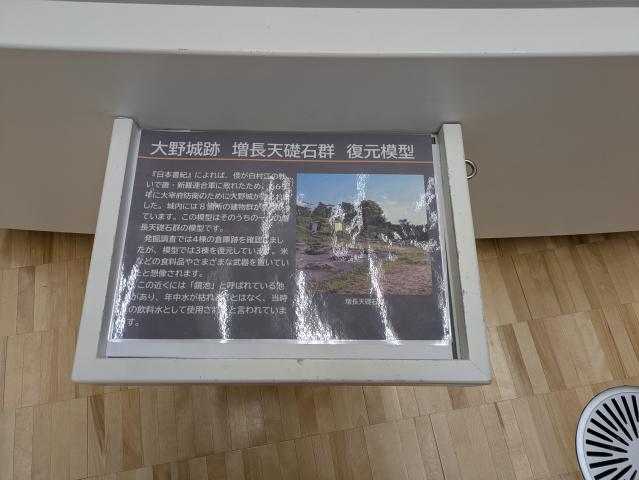 大野城跡 増長天礎石群 復元模型
『日本書紀』によれば、倭が白村江の戦
いで唐・新羅連合軍に敗れたため、665
年に大宰府防衛のために大野城が
した。城内には8箇所の建物群が
ています。この模型はそのうちの一つの増
長天礎石群の模型です。
発掘調査では4棟の倉庫跡を確認しまし
たが、模型では3棟を復元しています。米
などの食料品やさまざまな武器を置いてい
たと想像されます。
この近くには「鏡池」と呼ばれている池
があり、年中水が枯れることはなく、当時
の飲料水として使用されたと言われていま
す。
増長天礎石